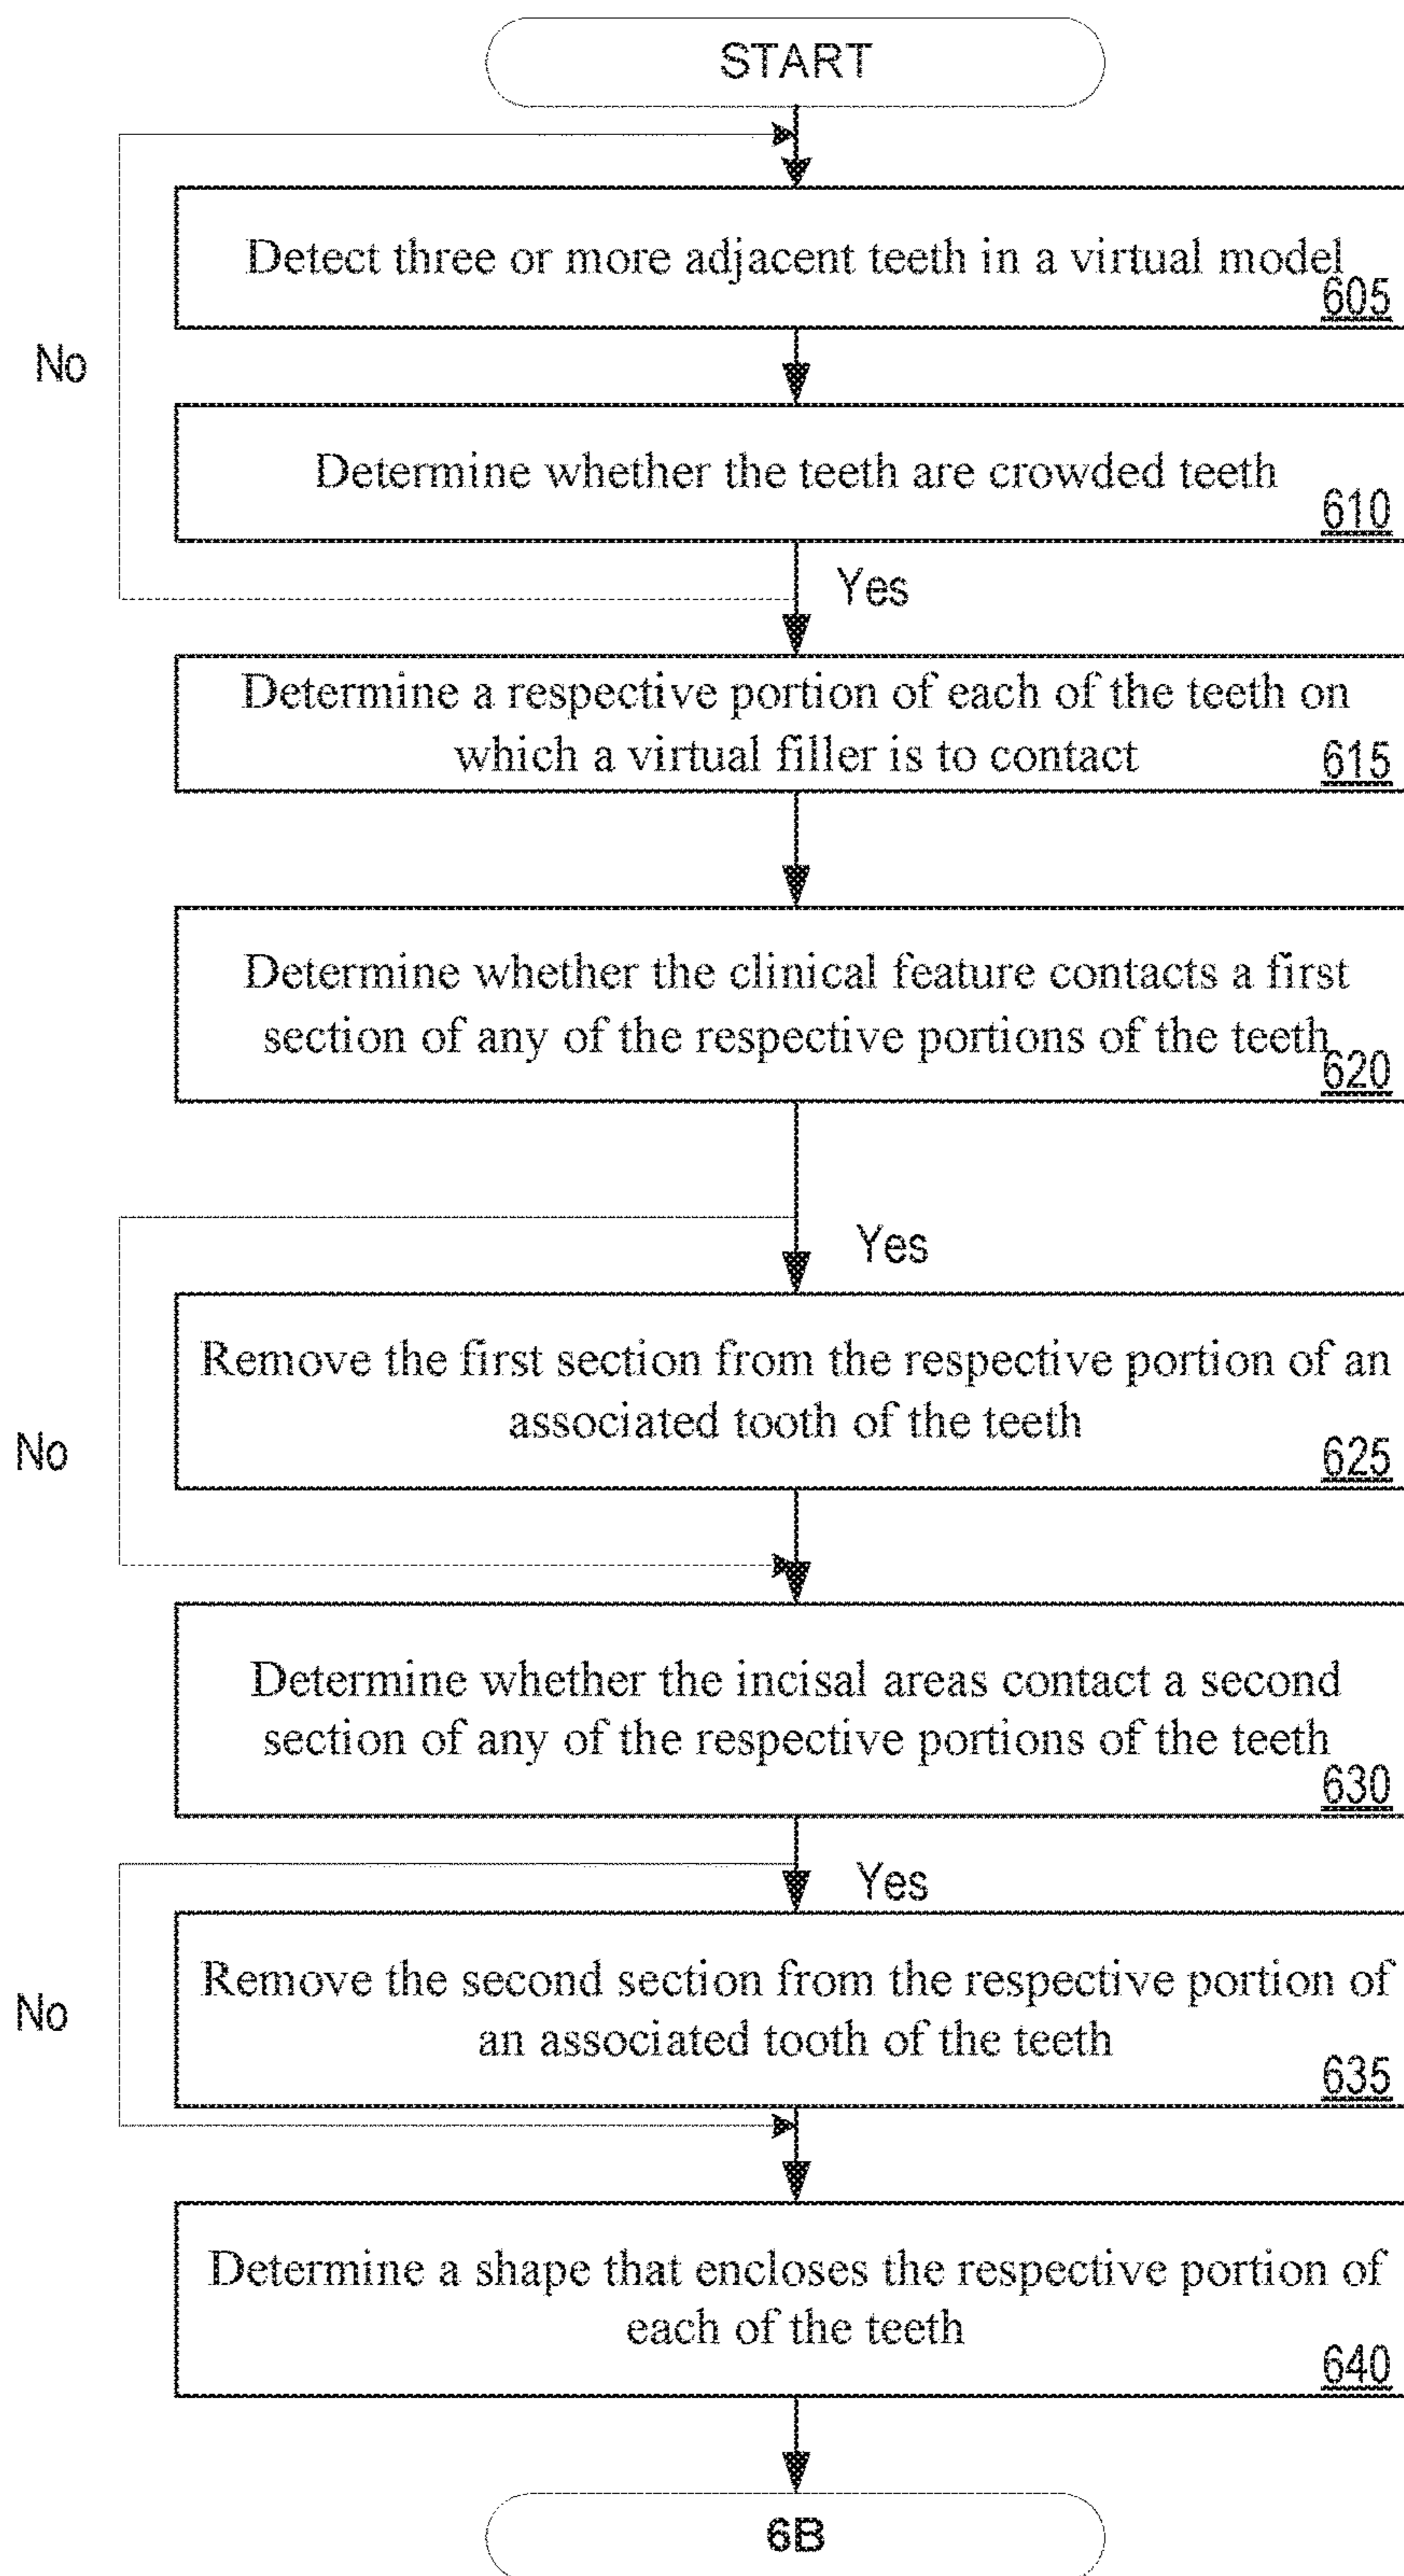 START
Detect three or more adjacent teeth in a virtual model
605
No
Determine whether the teeth are crowded teeth
610
Yes
Determine a respective portion of each of the teeth on
which a virtual filler is to contact
615
Determine whether the clinical feature contacts a first
section of any of the respective portions of the teeth
620
Yes
Remove the first section from the respective portion of an
associated tooth of the teeth
625
No
Determine whether the incisal areas contact a second
section of any of the respective portions of the teeth
630
Yes
Remove the second section from the respective portion of
an associated tooth of the teeth
635
No
Determine a shape that encloses the respective portion of
each of the teeth
640
6B